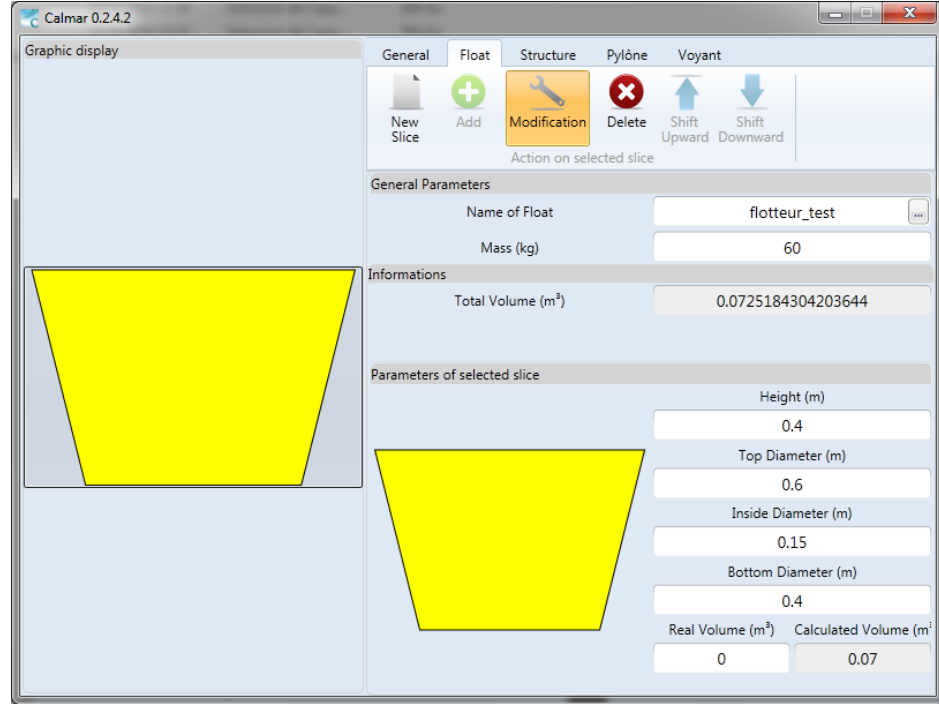 Calmar 0.2.4.2
Graphic display
General Float Structure Pylône Voyant
New Slice
Add
Modification
Delete
Shift Upward
Shift Downward
Action on selected slice
General Parameters
Name of Float flotteur_test ...
Mass (kg) 60
Informations
Total Volume (m³) 0.0725184304203644
Parameters of selected slice
Height (m)
0.4
Top Diameter (m)
0.6
Inside Diameter (m)
0.15
Bottom Diameter (m)
0.4
Real Volume (m³) Calculated Volume (m³
0 0.07